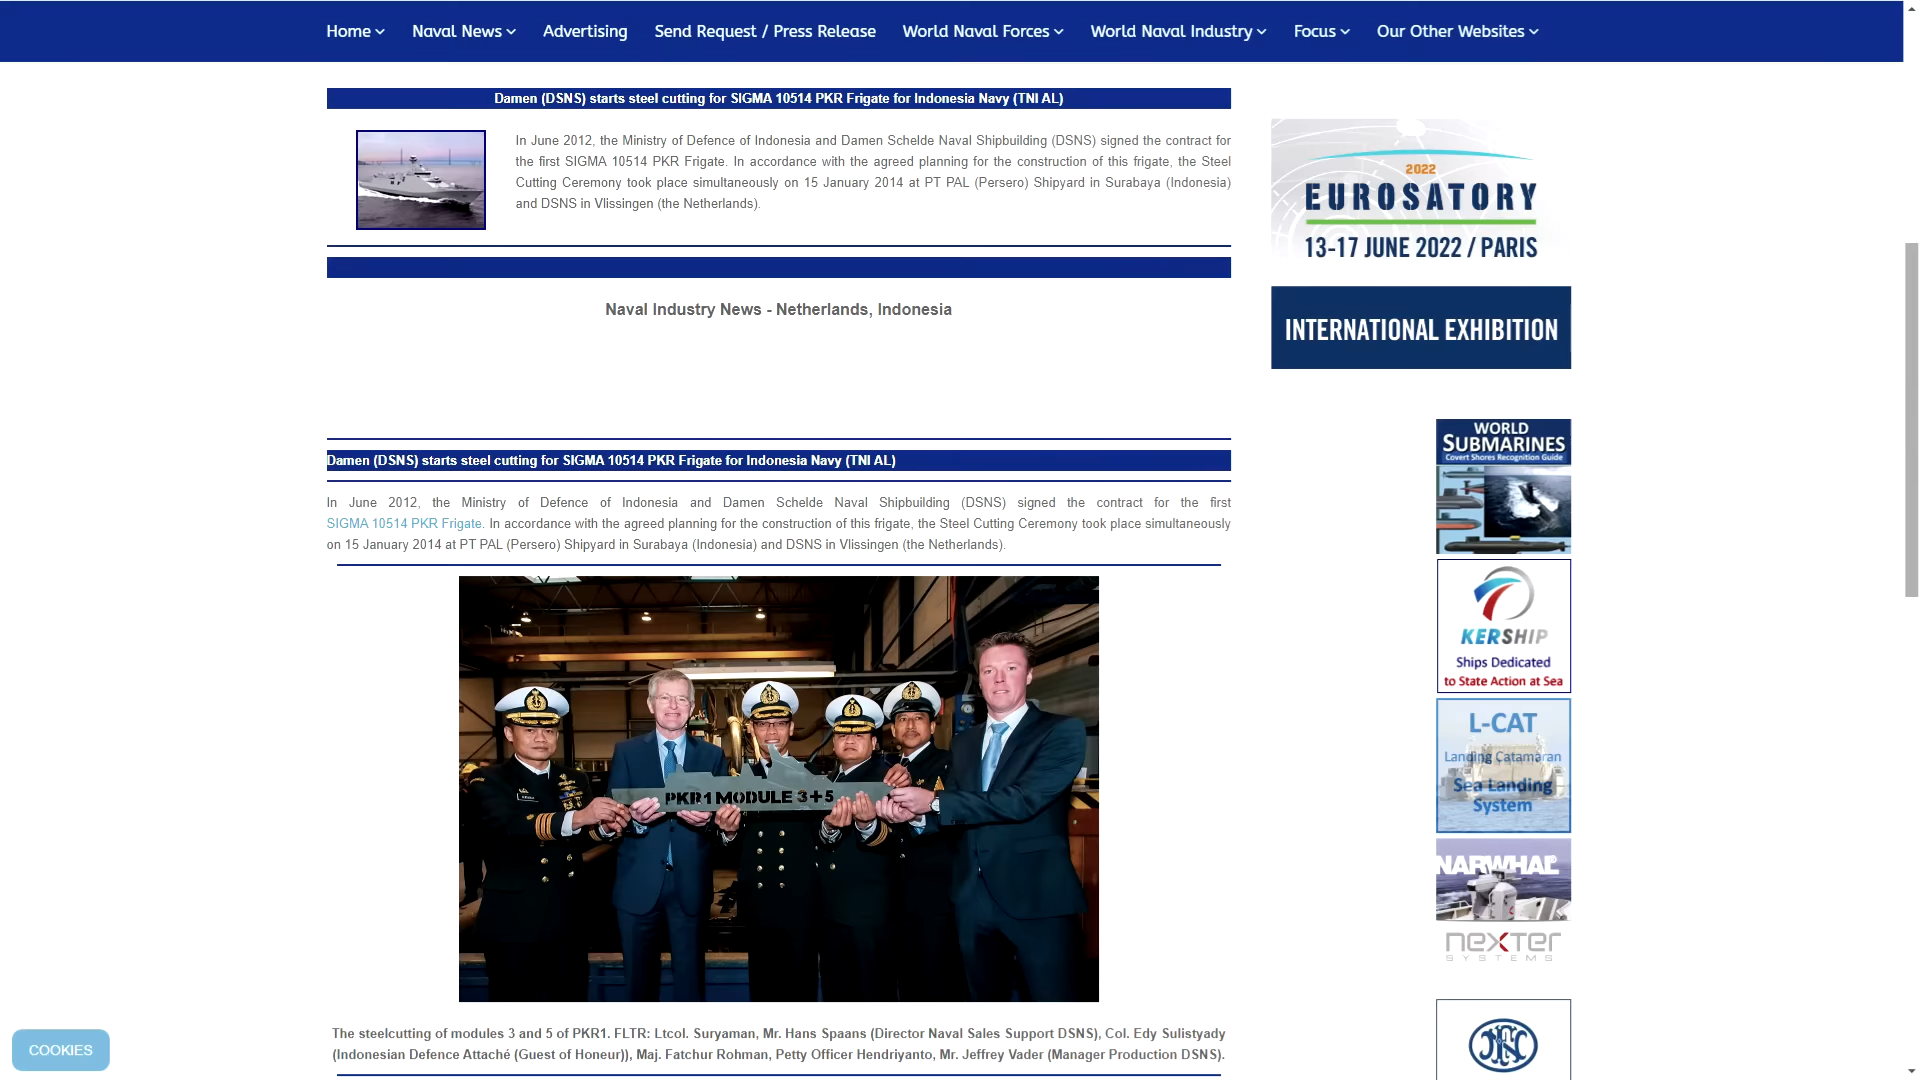 Home
Naval News
Advertising
Send Request / Press Release
World Naval Forces
World Naval Industry
Focus
Our Other Websites
Damen (DSNS) starts steel cutting for SIGMA 10514 PKR Frigate for Indonesia Navy (TNI AL)
In June 2012, the Ministry of Defence of Indonesia and Damen Schelde Naval Shipbuilding (DSNS) signed the contract for
the first SIGMA 10514 PKR Frigate. In accordance with the agreed planning for the construction of this frigate, the Steel
Cutting Ceremony took place simultaneously on 15 January 2014 at PT PAL (Persero) Shipyard in Surabaya (Indonesia)
and DSNS in Vlissingen (the Netherlands).
Naval Industry News - Netherlands, Indonesia
Damen (DSNS) starts steel cutting for SIGMA 10514 PKR Frigate for Indonesia Navy (TNI AL)
In June 2012, the Ministry of Defence of Indonesia and Damen Schelde Naval Shipbuilding (DSNS) signed the contract for the first
SIGMA 10514 PKR Frigate. In accordance with the agreed planning for the construction of this frigate, the Steel Cutting Ceremony took place simultaneously
on 15 January 2014 at PT PAL (Persero) Shipyard in Surabaya (Indonesia) and DSNS in Vlissingen (the Netherlands).
PKR1 MODULE 3+5
The steelcutting of modules 3 and 5 of PKR1. FLTR: Ltcol. Suryaman, Mr. Hans Spaans (Director Naval Sales Support DSNS), Col. Edy Sulistyady
(Indonesian Defence Attaché (Guest of Honeur)), Maj. Fatchur Rohman, Petty Officer Hendriyanto, Mr. Jeffrey Vader (Manager Production DSNS).
2022
EUROSATORY
13-17 JUNE 2022 / PARIS
INTERNATIONAL EXHIBITION
WORLD
SUBMARINES
Covert Shores Recognition Guide
KERSHIP
Ships Dedicated
to State Action at Sea
L-CAT
Landing Catamaran
Sea Landing
System
NARWHAL
nexter
SYSTEMS
FN
COOKIES